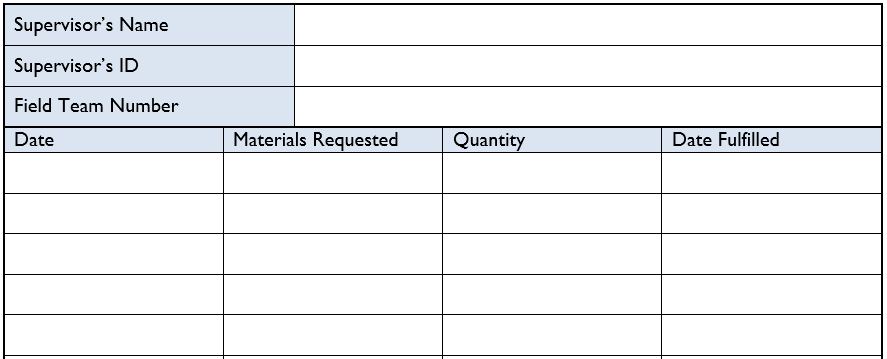 Supervisor’s Name
Supervisor’s ID
Field Team Number
Date Materials Requested Quantity Date Fulfilled